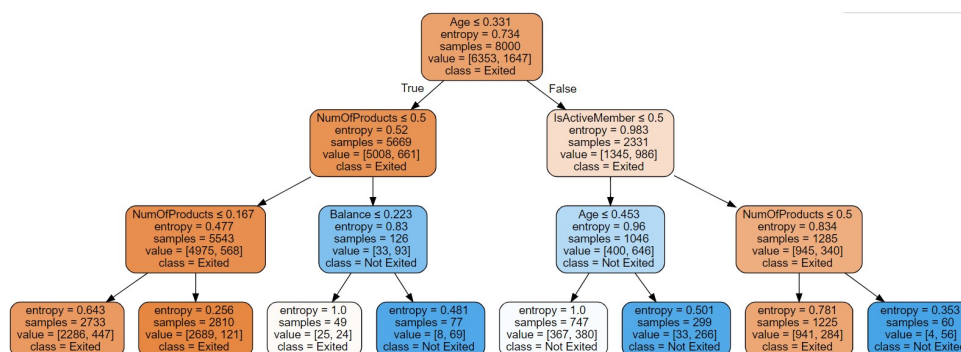 Age ≤ 0.331
entropy = 0.734
samples = 8000
value = [6353, 1647]
class = Exited
True
False
NumOfProducts ≤ 0.5
entropy = 0.52
samples = 5669
value = [5008, 661]
class = Exited
IsActiveMember ≤ 0.5
entropy = 0.983
samples = 2331
value = [1345, 986]
class = Exited
NumOfProducts ≤ 0.167
entropy = 0.477
samples = 5543
value = [4975, 568]
class = Exited
Balance ≤ 0.223
entropy = 0.83
samples = 126
value = [33, 93]
class = Not Exited
Age ≤ 0.453
entropy = 0.96
samples = 1046
value = [400, 646]
class = Not Exited
NumOfProducts ≤ 0.5
entropy = 0.834
samples = 1285
value = [945, 340]
class = Exited
entropy = 0.643
samples = 2733
value = [2286, 447]
class = Exited
entropy = 0.256
samples = 2810
value = [2689, 121]
class = Exited
entropy = 1.0
samples = 49
value = [25, 24]
class = Exited
entropy = 0.481
samples = 77
value = [8, 69]
class = Not Exited
entropy = 1.0
samples = 747
value = [367, 380]
class = Not Exited
entropy = 0.501
samples = 299
value = [33, 266]
class = Not Exited
entropy = 0.781
samples = 1225
value = [941, 284]
class = Exited
entropy = 0.353
samples = 60
value = [4, 56]
class = Not Exited